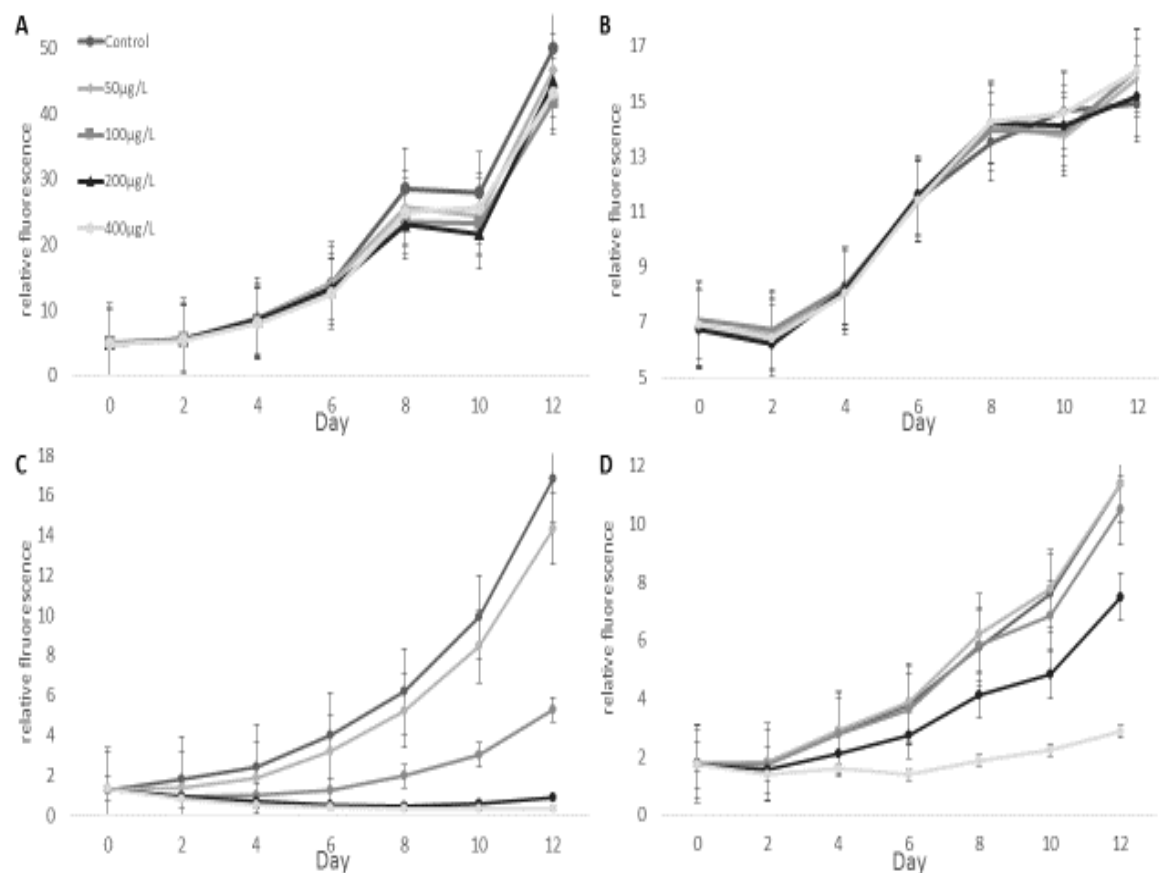 A
50
40
30
20
10
0
relative fluorescence
Control
50µg/L
100µg/L
200µg/L
400µg/L
0 2 4 6 8 10 12
Day
B
17
15
13
11
9
7
5
relative fluorescence
0 2 4 6 8 10 12
Day
C
18
16
14
12
10
8
6
4
2
0
relative flruorescence
0 2 4 6 8 10 12
Day
D
12
10
8
6
4
2
0
relative fluorescence
0 2 4 6 8 10 12
Day